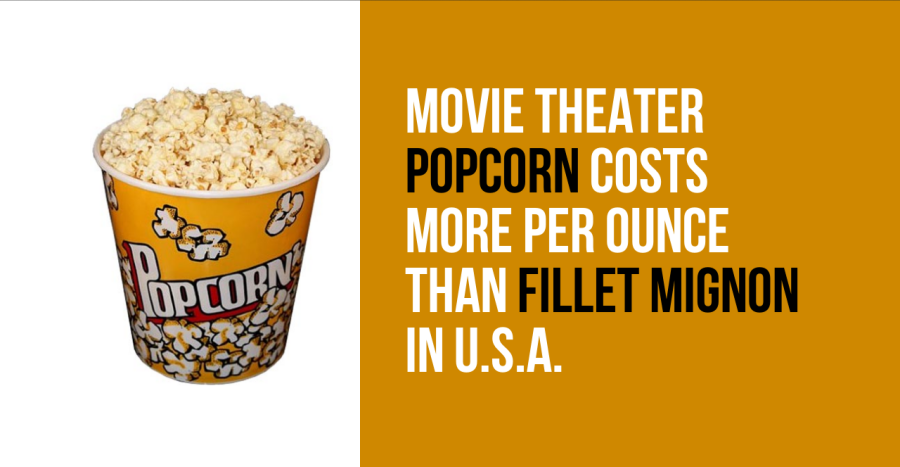 MOVIE THEATER
POPCORN COSTS
MORE PER OUNCE
THAN FILLET MIGNON
IN U.S.A.
POPCORN